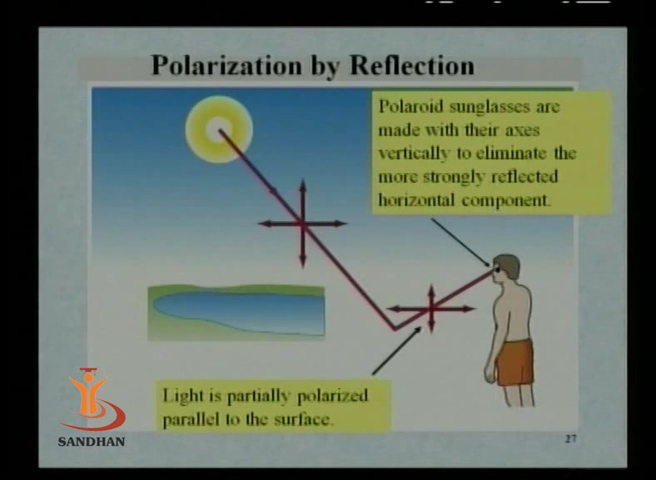 Polarization by Reflection
Polaroid sunglasses are
made with their axes
vertically to eliminate the
more strongly reflected
horizontal component.
Light is partially polarized
parallel to the surface.
SANDHAN
27